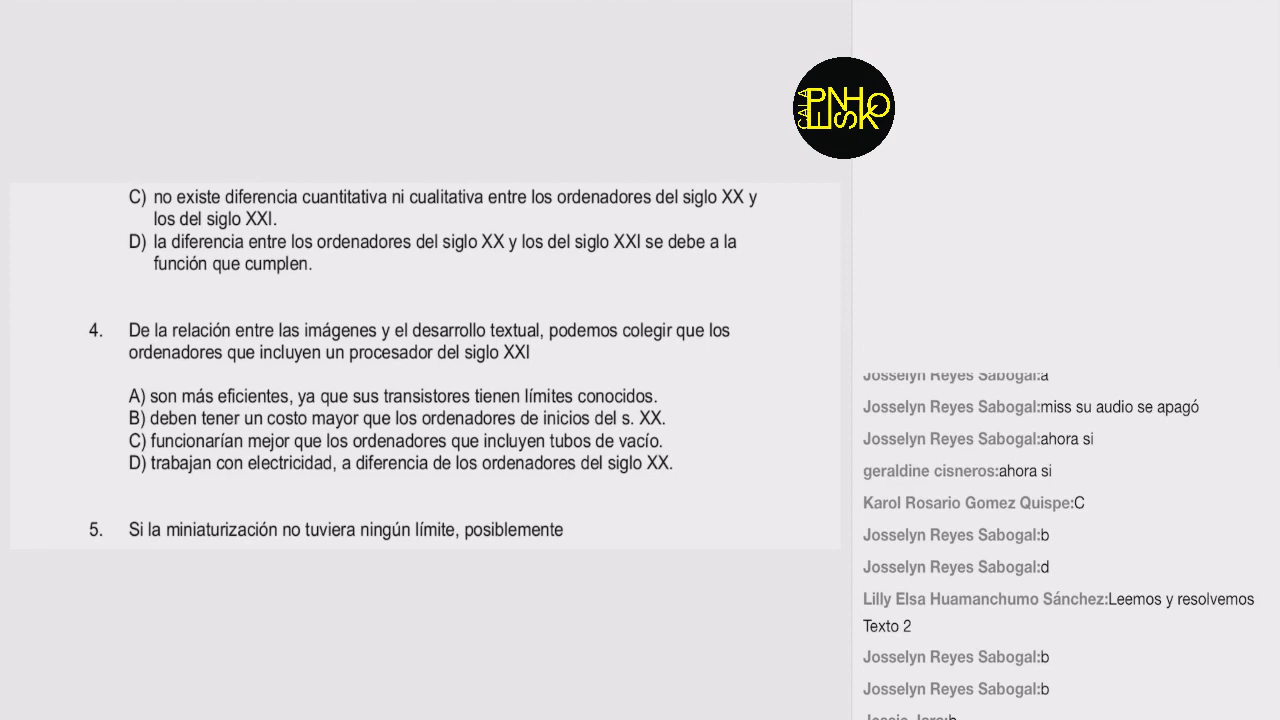 CALA
PENSHKO
C) no existe diferencia cuantitativa ni cualitativa entre los ordenadores del siglo XX y
los del siglo XXI.
D) la diferencia entre los ordenadores del siglo XX y los del siglo XXI se debe a la
función que cumplen.
4. De la relación entre las imágenes y el desarrollo textual, podemos colegir que los
ordenadores que incluyen un procesador del siglo XXI
A) son más eficientes, ya que sus transistores tienen límites conocidos.
B) deben tener un costo mayor que los ordenadores de inicios del s. XX.
C) funcionarían mejor que los ordenadores que incluyen tubos de vacío.
D) trabajan con electricidad, a diferencia de los ordenadores del siglo XX.
5. Si la miniaturización no tuviera ningún límite, posiblemente
Josselyn Reyes Sabogal:a
Josselyn Reyes Sabogal:miss su audio se apagó
Josselyn Reyes Sabogal:ahora si
geraldine cisneros:ahora si
Karol Rosario Gomez Quispe:C
Josselyn Reyes Sabogal:b
Josselyn Reyes Sabogal:d
Lilly Elsa Huamanchumo Sánchez:Leemos y resolvemos
Texto 2
Josselyn Reyes Sabogal:b
Josselyn Reyes Sabogal:b